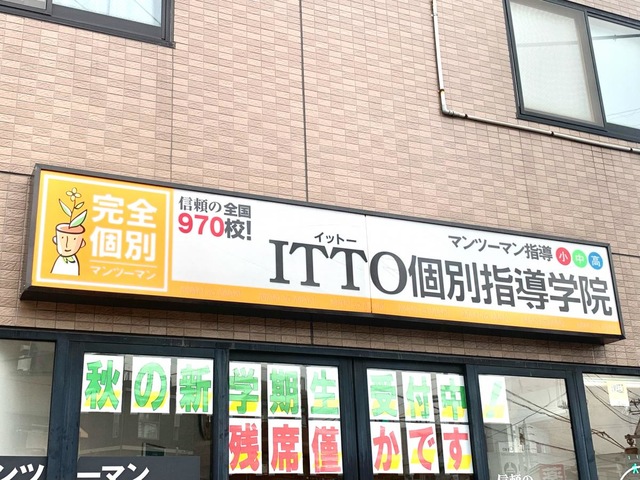 完全
個別
マンツーマン
信頼の全国
970校!
イットー
ITTO個別指導学院
マンツーマン指導 小 中 高
秋の新学期生 受付中!
残席僅かです
ンツーマン
信頼の